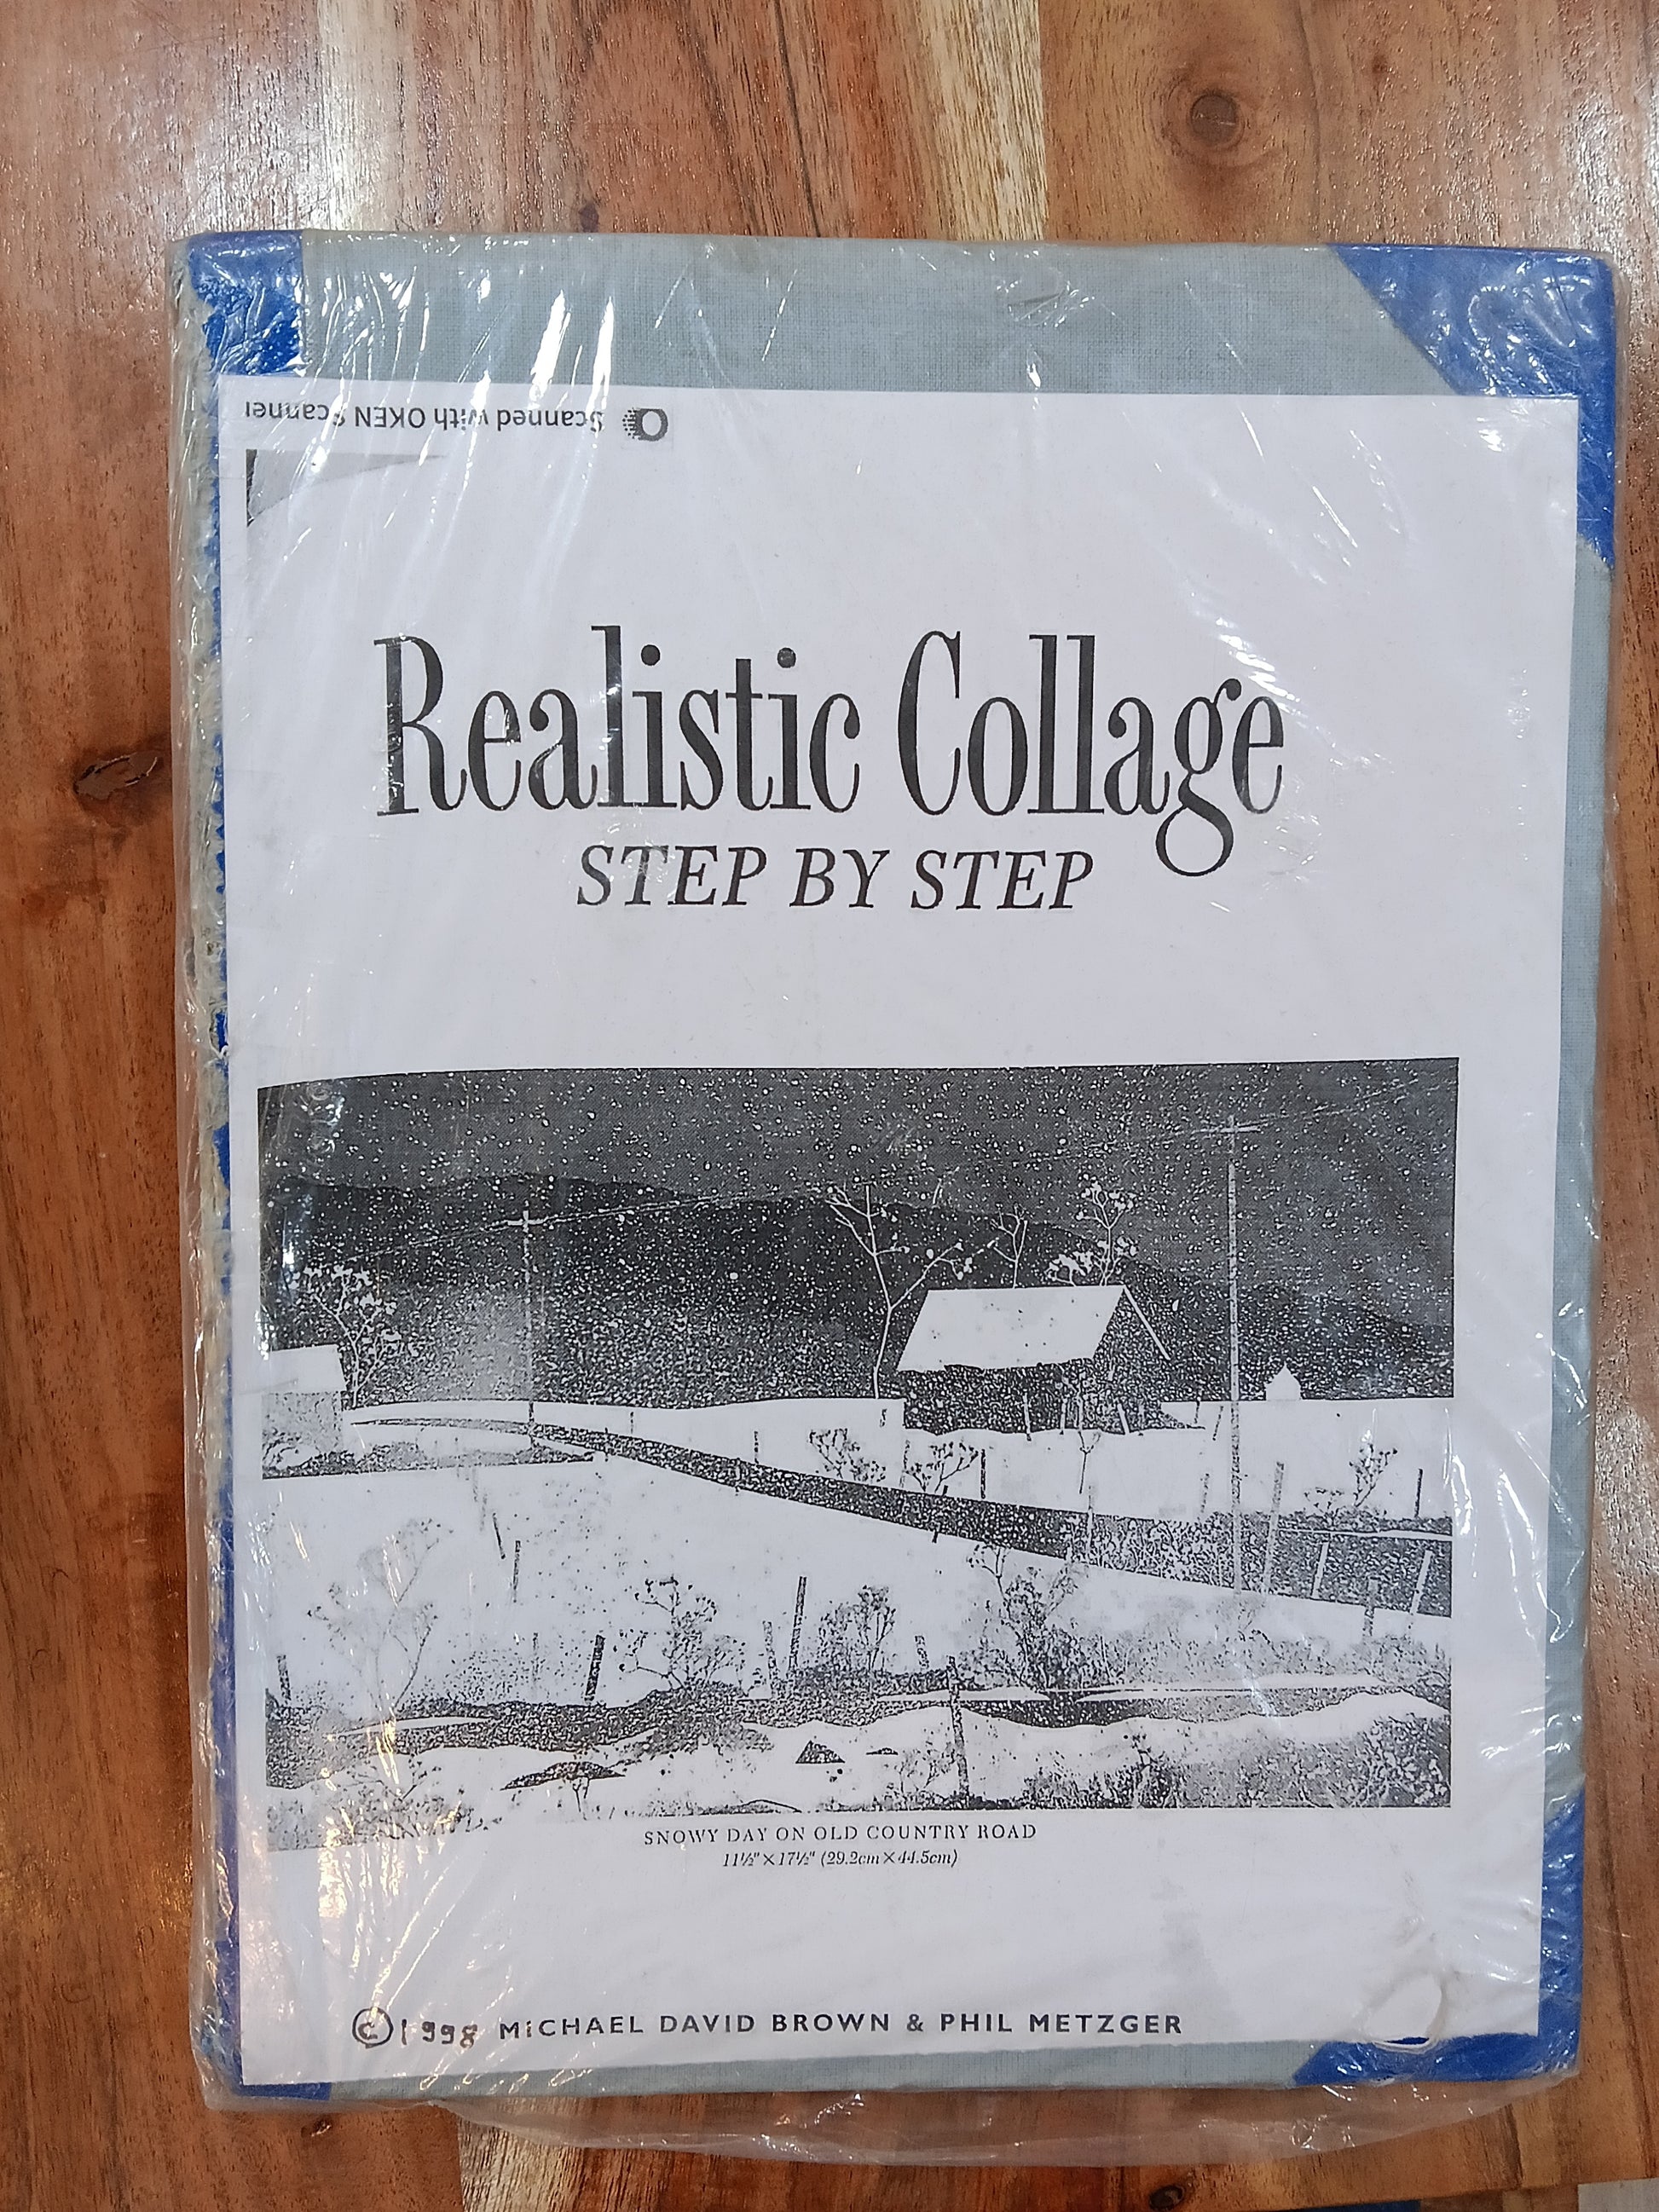 Scanned with OKEN Scanner
Realistic Collage
STEP BY STEP
SNOWY DAY ON OLD COUNTRY ROAD
11½"×17½" (29.2cm×44.5cm)
©1998 MICHAEL DAVID BROWN & PHIL METZGER